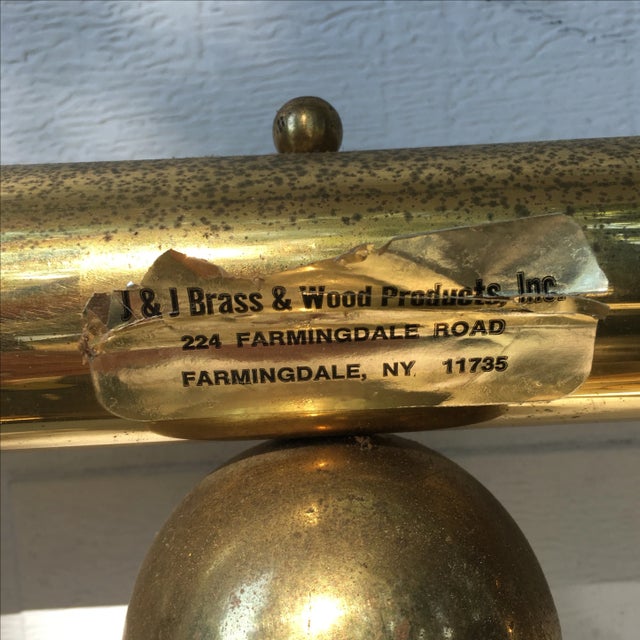 J & J Brass & Wood Products, Inc.
224 FARMINGDALE ROAD
FARMINGDALE, NY 11735